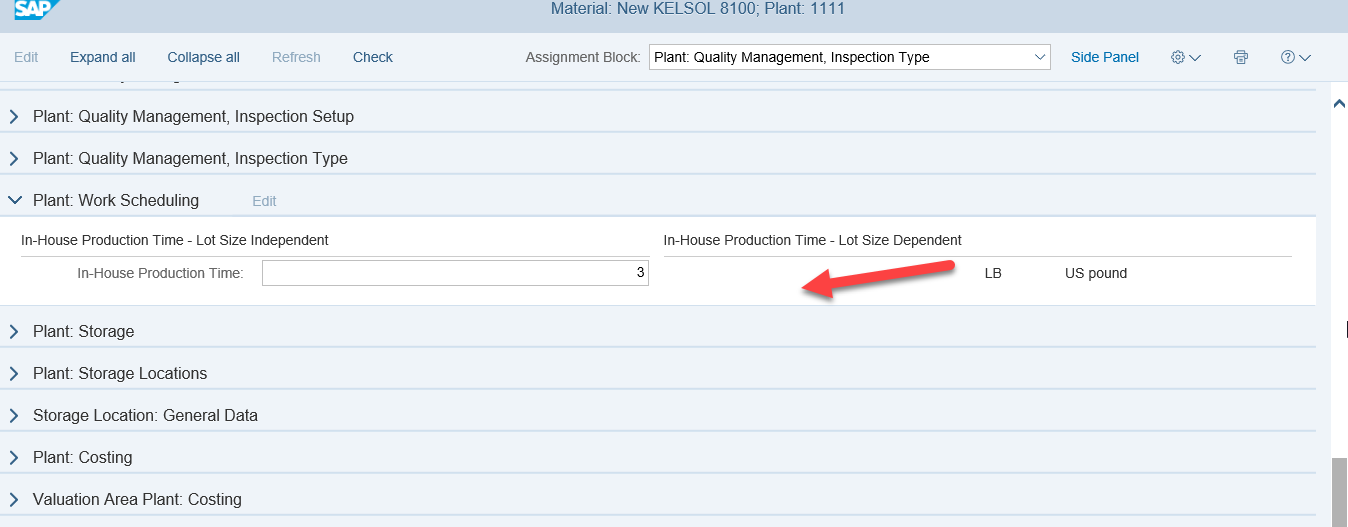 SAP
Material: New KELSOL 8100; Plant: 1111
Edit Expand all Collapse all Refresh Check Assignment Block: Plant: Quality Management, Inspection Type Side Panel
Plant: Quality Management, Inspection Setup
Plant: Quality Management, Inspection Type
Plant: Work Scheduling Edit
In-House Production Time - Lot Size Independent In-House Production Time - Lot Size Dependent
In-House Production Time: 3 LB US pound
Plant: Storage
Plant: Storage Locations
Storage Location: General Data
Plant: Costing
Valuation Area Plant: Costing